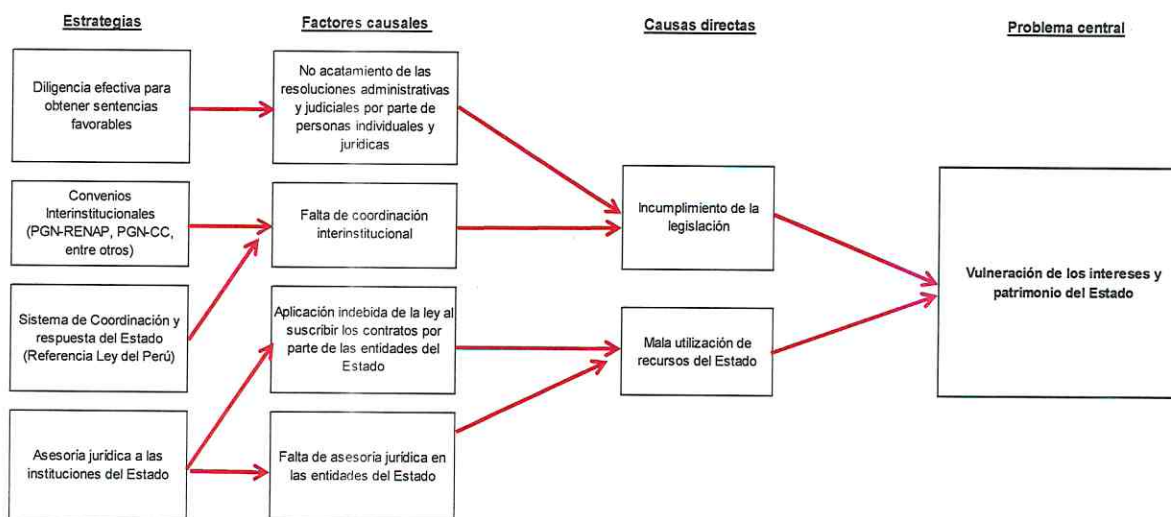 Estrategias
Factores causales
Causas directas
Problema central
Diligencia efectiva para
obtener sentencias
favorables
No acatamiento de las
resoluciones administrativas
y judiciales por parte de
personas individuales y
jurídicas
Convenios
Interinstitucionales
(PGN-RENAP, PGN-CC,
entre otros)
Falta de coordinación
interinstitucional
Incumplimiento de la
legislación
Vulneración de los intereses y
patrimonio del Estado
Sistema de Coordinación y
respuesta del Estado
(Referencia Ley del Perú)
Aplicación indebida de la ley al
suscribir los contratos por
parte de las entidades del
Estado
Mala utilización de
recursos del Estado
Asesoría jurídica a las
instituciones del Estado
Falta de asesoría jurídica en
las entidades del Estado